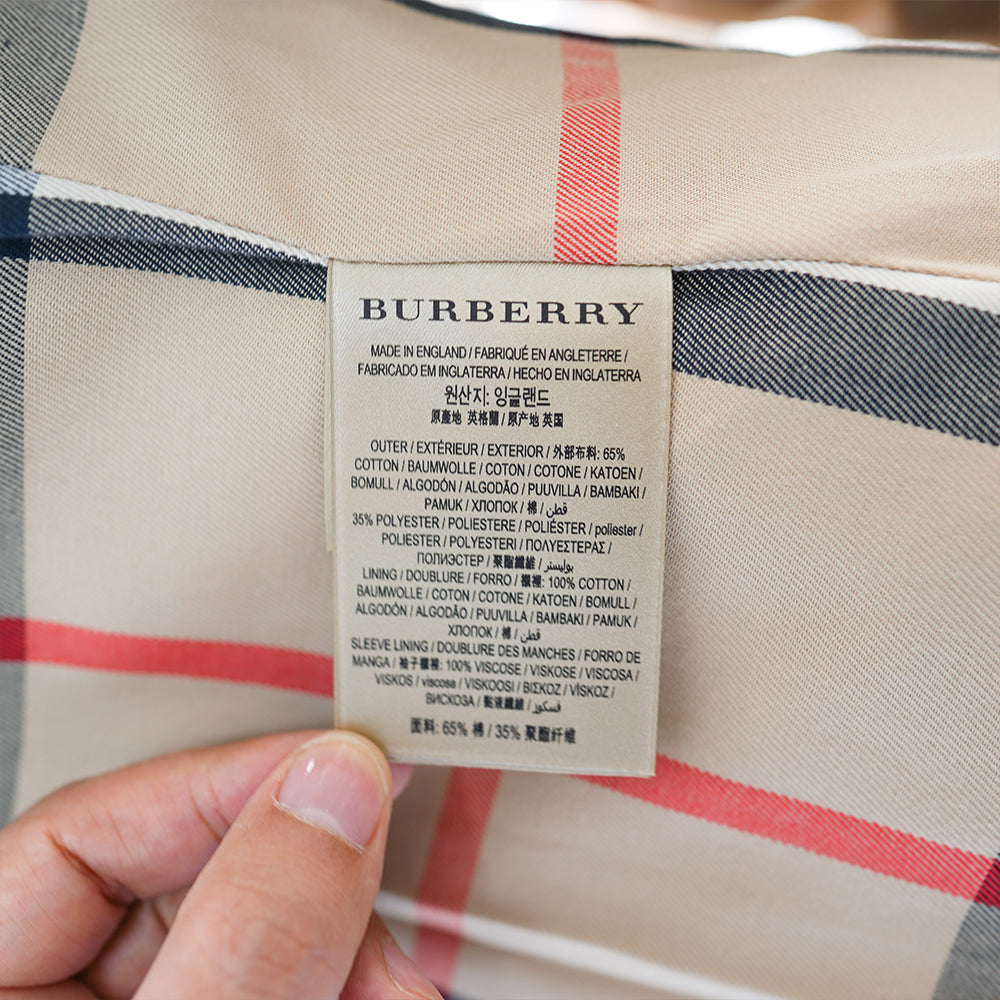 BURBERRY
MADE IN ENGLAND / FABRIQUÉ EN ANGLETERRE /
FABRICADO EM INGLATERRA / HECHO EN INGLATERRA
원산지: 잉글랜드
原產地 英格蘭 / 原产地 英国
OUTER / EXTÉRIEUR / EXTERIOR / 外部布料: 65%
COTTON / BAUMWOLLE / COTON / COTONE / KATOEN /
BOMULL / ALGODÓN / ALGODÃO / PUUVILLA / BAMBAKI /
PAMUK / ХЛОПОК / 棉 / قطن
35% POLYESTER / POLIESTERE / POLIÉSTER / poliester /
POLIESTER / POLYESTERI / ΠΟΛΥΕΣΤΕΡΑΣ /
ПОЛИЭСТЕР / 聚酯纖維 / بوليستر
LINING / DOUBLURE / FORRO / 襯裡: 100% COTTON /
BAUMWOLLE / COTON / COTONE / KATOEN / BOMULL /
ALGODÓN / ALGODÃO / PUUVILLA / BAMBAKI / PAMUK /
ХЛОПОК / 棉 / قطن
SLEEVE LINING / DOUBLURE DES MANCHES / FORRO DE
MANGA / 袖子襯裡: 100% VISCOSE / VISKOSE / VISCOSA /
VISKOS / viscosa / VISKOOSI / ΒΙΣΚΟΖ / VİSKOZ /
ВИСКОЗА / 黏液纖維 / فسكوز
面料: 65% 棉 / 35% 聚酯纤维